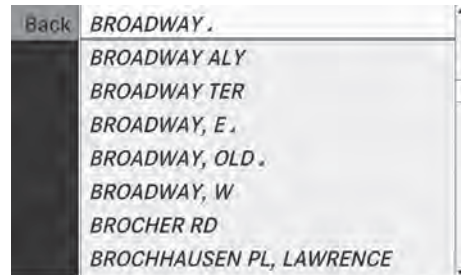 Back
BROADWAY
BROADWAY ALY
BROADWAY TER
BROADWAY, E
BROADWAY, OLD
BROADWAY, W
BROCHER RD
BROCHHAUSEN PL, LAWRENCE